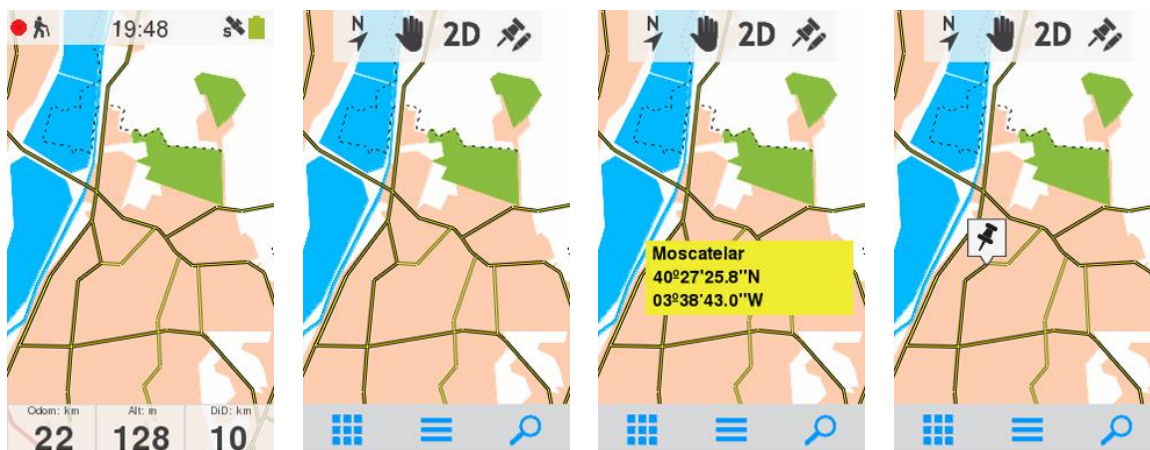 19:48
S
Odom: km
Alt: m
DiD: km
22
128
10
N
2D
N
2D
Moscatelar
40º27'25.8"N
03º38'43.0"W
N
2D